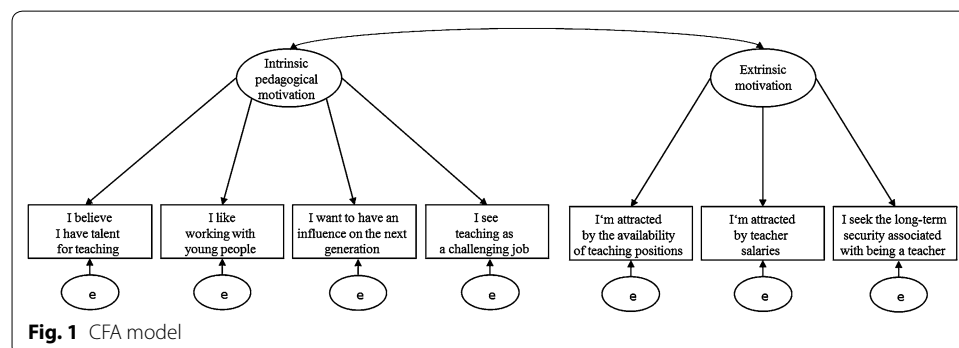 Intrinsic
pedagogical
motivation
Extrinsic
motivation
I believe
I have talent
for teaching
I like
working with
young people
I want to have an
influence on the next
generation
I see
teaching as
a challenging job
I'm attracted
by the availability
of teaching positions
I'm attracted
by teacher
salaries
I seek the long-term
security associated
with being a teacher
e
e
e
e
e
e
e
Fig. 1 CFA model